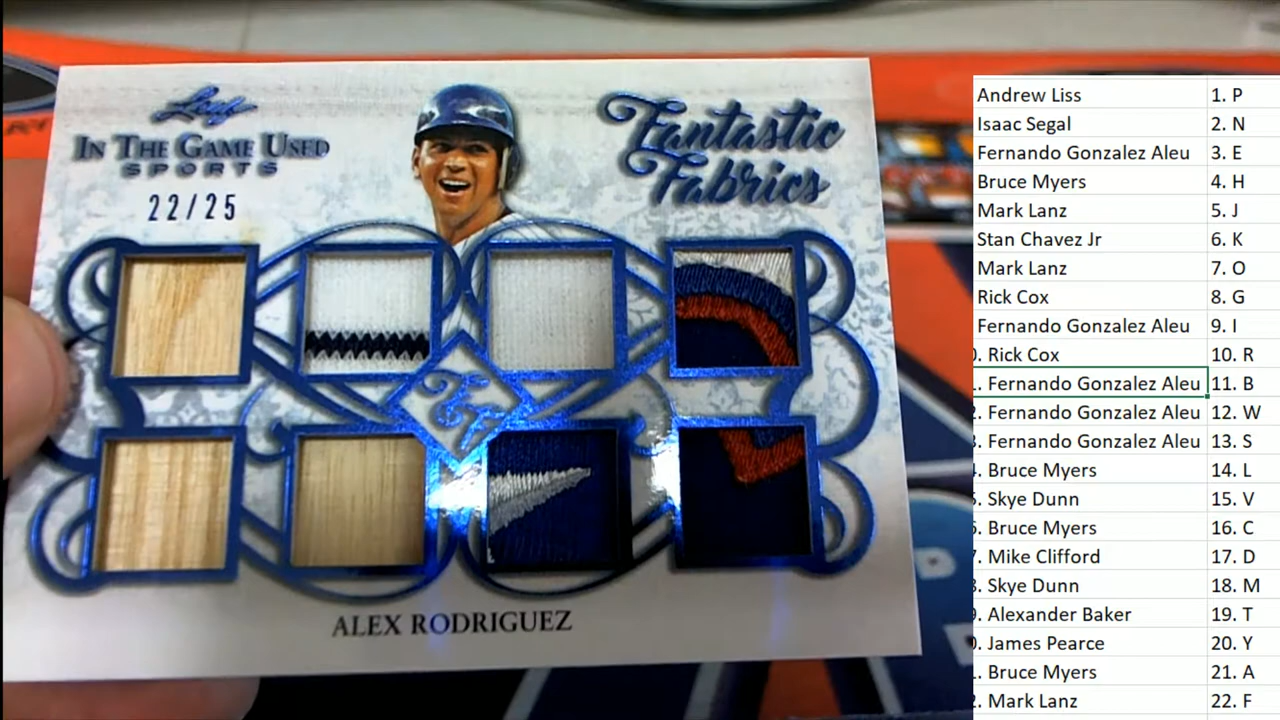 Leaf
IN THE GAME USED
SPORTS
22/25
Fantastic
Fabrics
FF
ALEX RODRIGUEZ
Andrew Liss 1. P
Isaac Segal 2. N
Fernando Gonzalez Aleu 3. E
Bruce Myers 4. H
Mark Lanz 5. J
Stan Chavez Jr 6. K
Mark Lanz 7. O
Rick Cox 8. G
Fernando Gonzalez Aleu 9. I
. Rick Cox 10. R
. Fernando Gonzalez Aleu 11. B
. Fernando Gonzalez Aleu 12. W
. Fernando Gonzalez Aleu 13. S
. Bruce Myers 14. L
. Skye Dunn 15. V
. Bruce Myers 16. C
. Mike Clifford 17. D
. Skye Dunn 18. M
. Alexander Baker 19. T
. James Pearce 20. Y
. Bruce Myers 21. A
. Mark Lanz 22. F